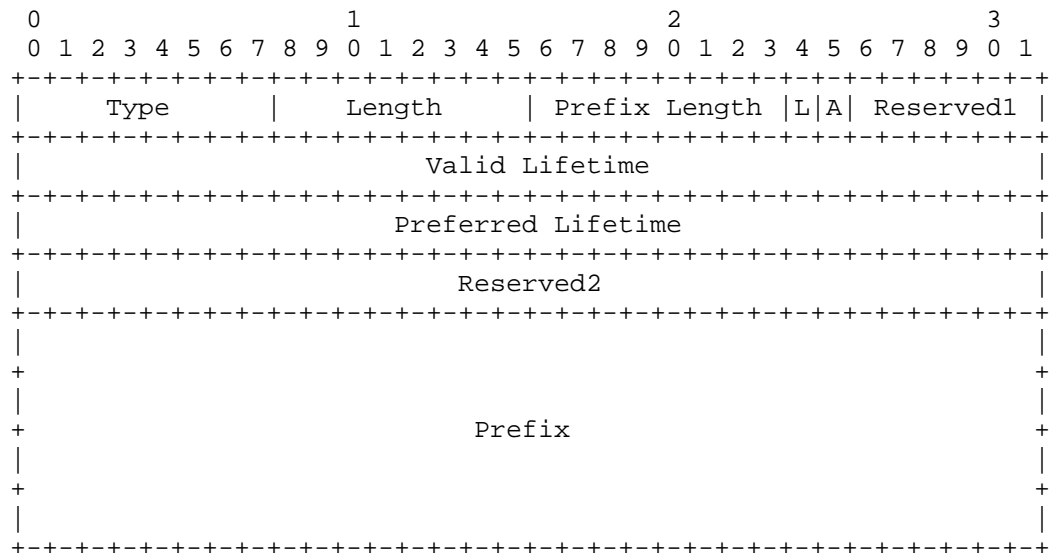 0                   1                   2                   3
 0 1 2 3 4 5 6 7 8 9 0 1 2 3 4 5 6 7 8 9 0 1 2 3 4 5 6 7 8 9 0 1
+-+-+-+-+-+-+-+-+-+-+-+-+-+-+-+-+-+-+-+-+-+-+-+-+-+-+-+-+-+-+-+-+
|     Type      |    Length     | Prefix Length |L|A| Reserved1 |
+-+-+-+-+-+-+-+-+-+-+-+-+-+-+-+-+-+-+-+-+-+-+-+-+-+-+-+-+-+-+-+-+
|                         Valid Lifetime                        |
+-+-+-+-+-+-+-+-+-+-+-+-+-+-+-+-+-+-+-+-+-+-+-+-+-+-+-+-+-+-+-+-+
|                       Preferred Lifetime                      |
+-+-+-+-+-+-+-+-+-+-+-+-+-+-+-+-+-+-+-+-+-+-+-+-+-+-+-+-+-+-+-+-+
|                           Reserved2                           |
+-+-+-+-+-+-+-+-+-+-+-+-+-+-+-+-+-+-+-+-+-+-+-+-+-+-+-+-+-+-+-+-+
|                                                               |
+                                                               +
|                                                               |
+                            Prefix                             +
|                                                               |
+                                                               +
|                                                               |
+-+-+-+-+-+-+-+-+-+-+-+-+-+-+-+-+-+-+-+-+-+-+-+-+-+-+-+-+-+-+-+-+